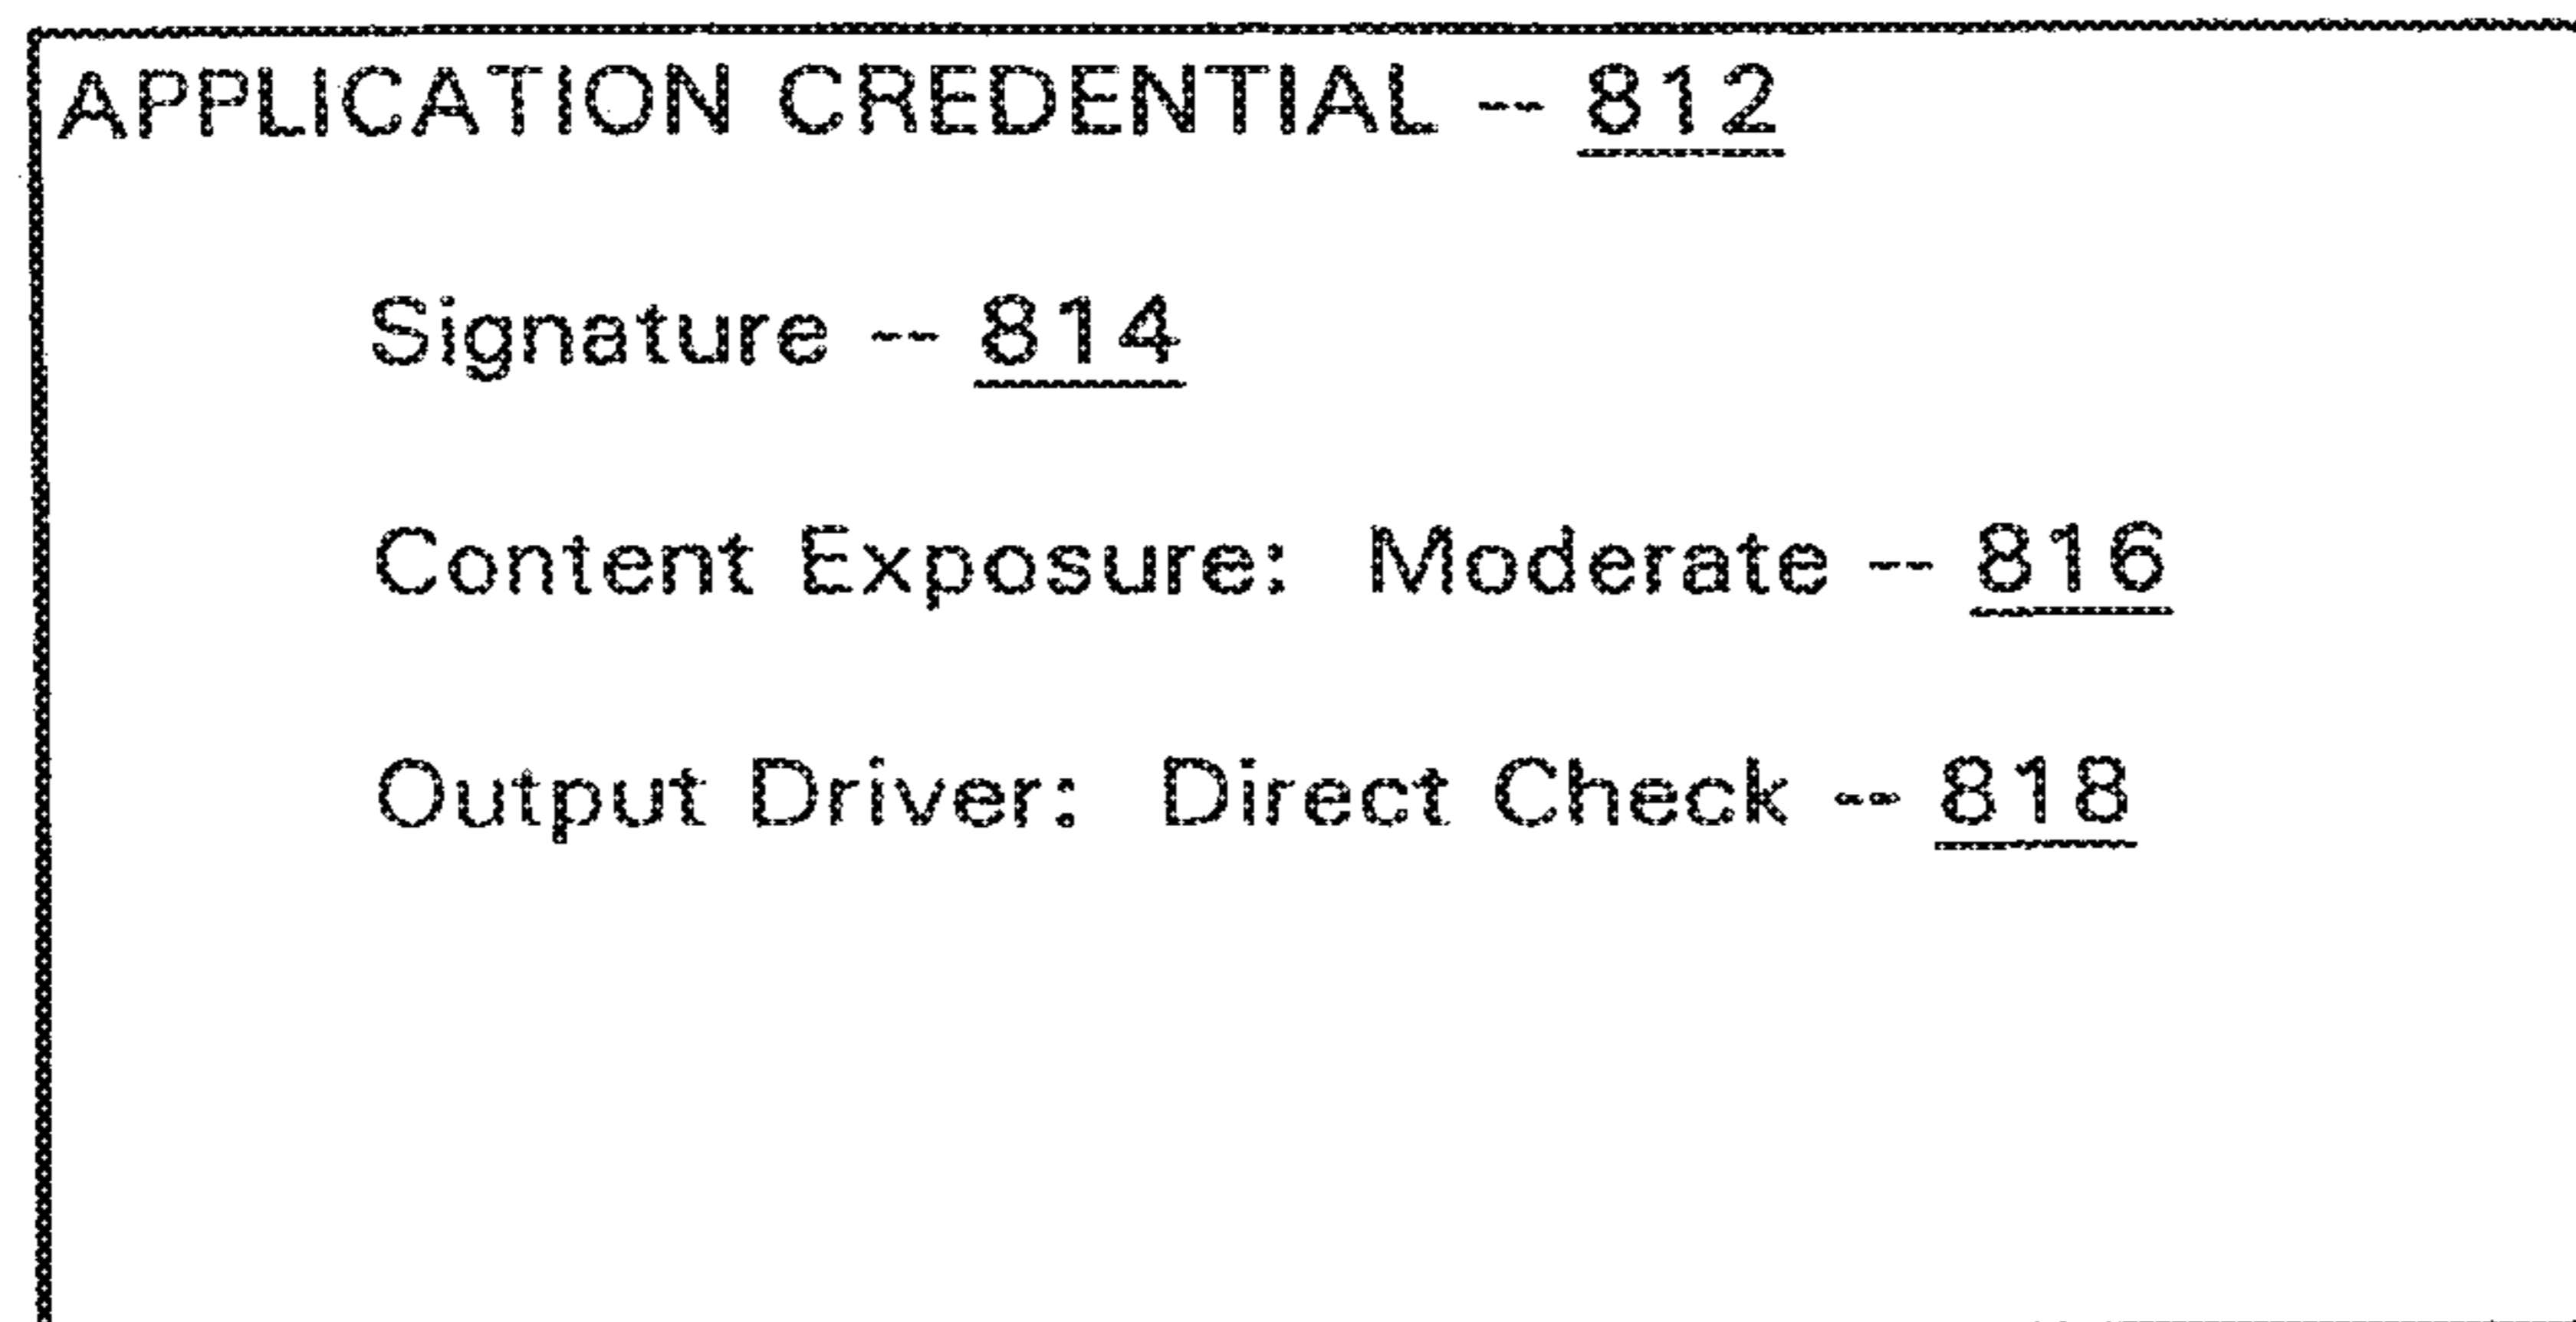 APPLICATION CREDENTIAL -- 812
Signature -- 814
Content Exposure: Moderate -- 816
Output Driver: Direct Check -- 818